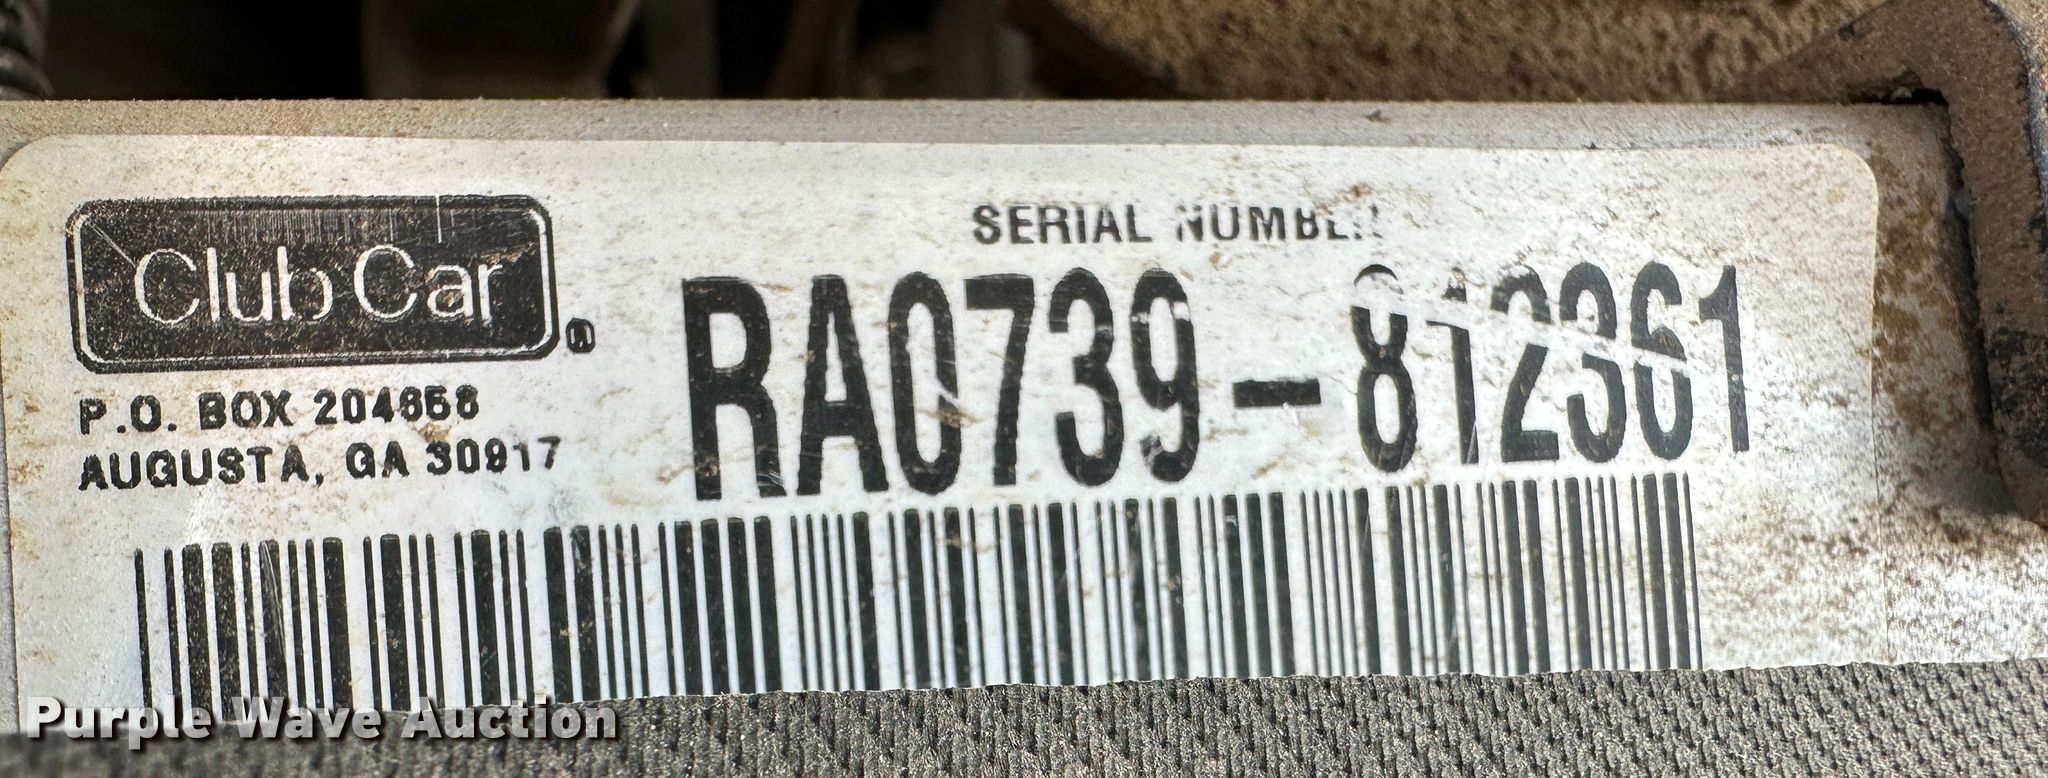 Club Car®
P.O. BOX 204658
AUGUSTA, GA 30917
SERIAL NUMBER
RA0739-812361
Purple Wave Auction